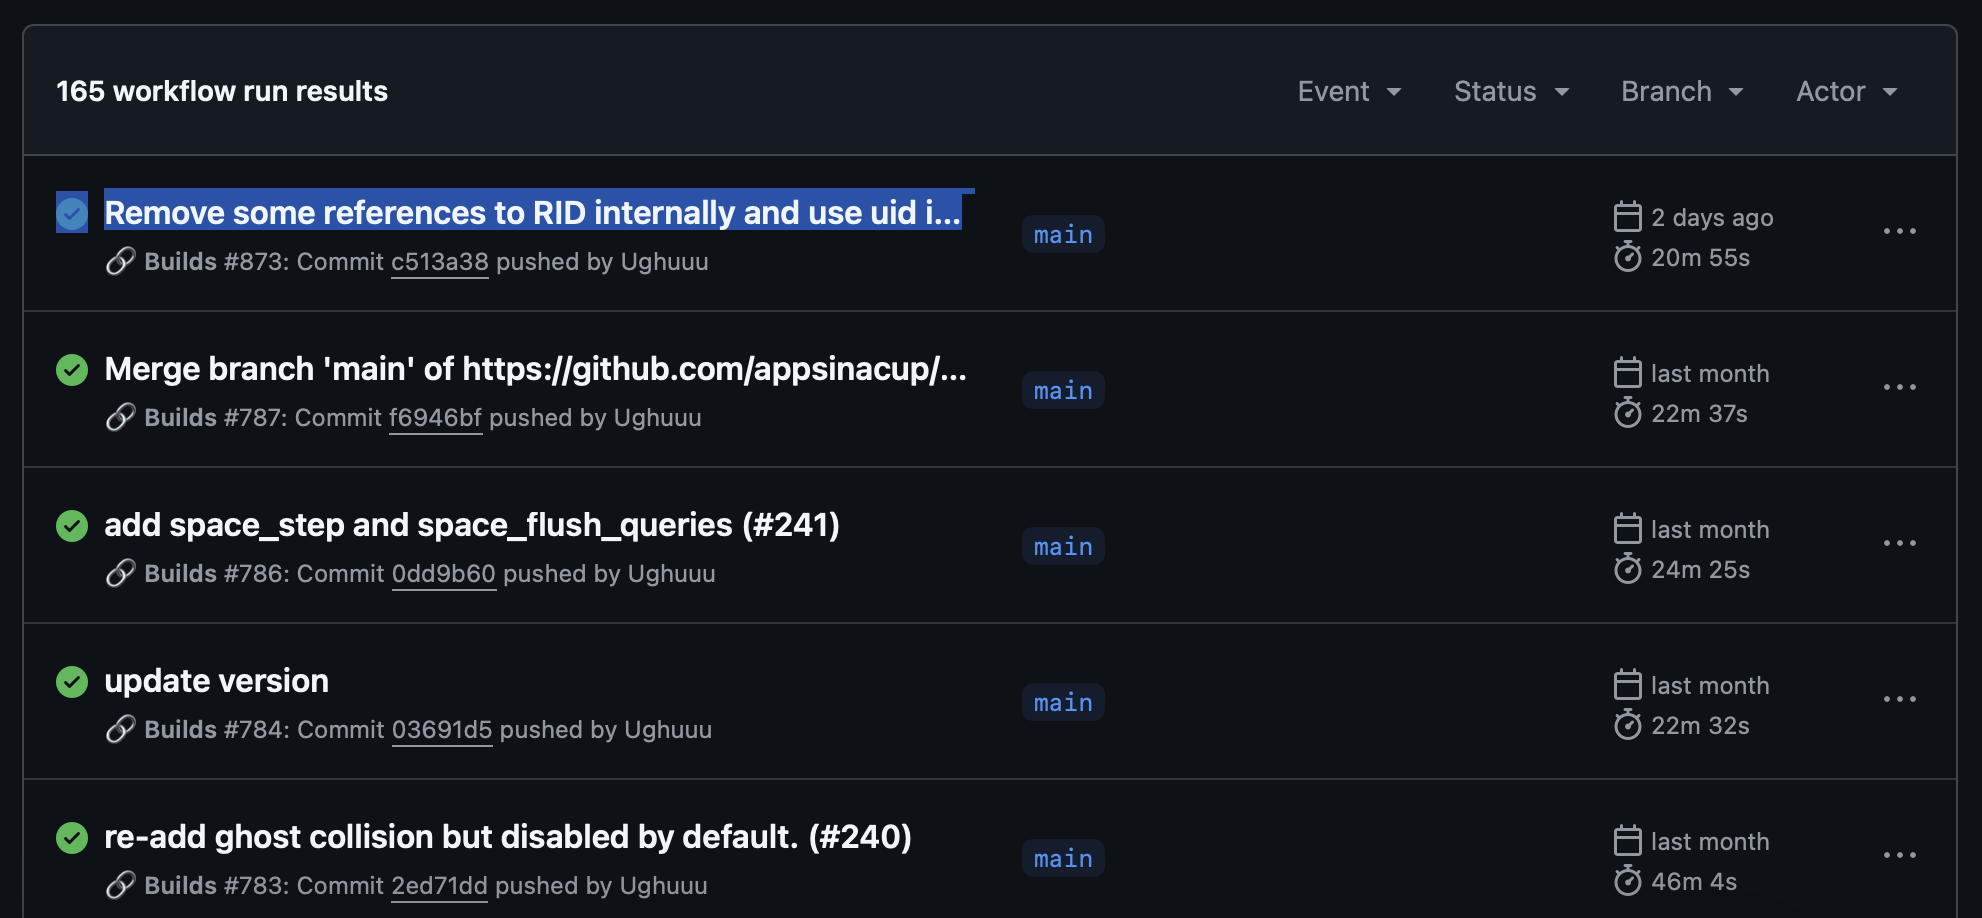 165 workflow run results
Event Status Branch Actor
Remove some references to RID internally and use uid i...
Builds #873: Commit c513a38 pushed by Ughuuu
main
2 days ago
20m 55s
Merge branch 'main' of https://github.com/appsinacup/...
Builds #787: Commit f6946bf pushed by Ughuuu
main
last month
22m 37s
add space_step and space_flush_queries (#241)
Builds #786: Commit 0dd9b60 pushed by Ughuuu
main
last month
24m 25s
update version
Builds #784: Commit 03691d5 pushed by Ughuuu
main
last month
22m 32s
re-add ghost collision but disabled by default. (#240)
Builds #783: Commit 2ed71dd pushed by Ughuuu
main
last month
46m 4s